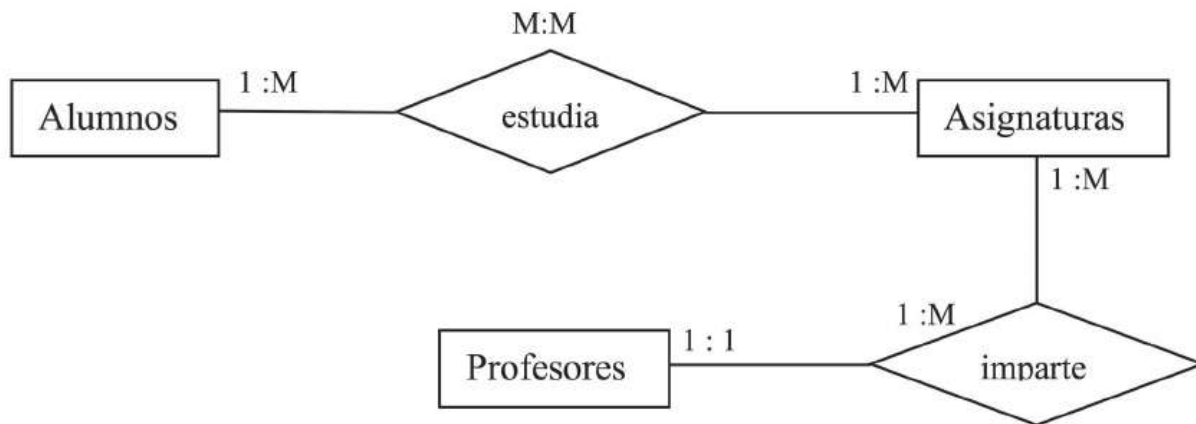 M:M
Alumnos
1 :M
estudia
1 :M
Asignaturas
1 :M
Profesores
1 : 1
1 :M
imparte